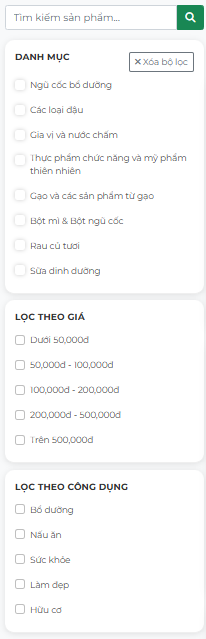 Tìm kiếm sản phẩm...
DANH MỤC
✕ Xóa bộ lọc
Ngũ cốc bổ dưỡng
Các loại đậu
Gia vị và nước chấm
Thực phẩm chức năng và mỹ phẩm
thiên nhiên
Gạo và các sản phẩm từ gạo
Bột mì & Bột ngũ cốc
Rau củ tươi
Sữa dinh dưỡng
LỌC THEO GIÁ
Dưới 50,000đ
50,000đ - 100,000đ
100,000đ - 200,000đ
200,000đ - 500,000đ
Trên 500,000đ
LỌC THEO CÔNG DỤNG
Bổ dưỡng
Nấu ăn
Sức khỏe
Làm đẹp
Hữu cơ